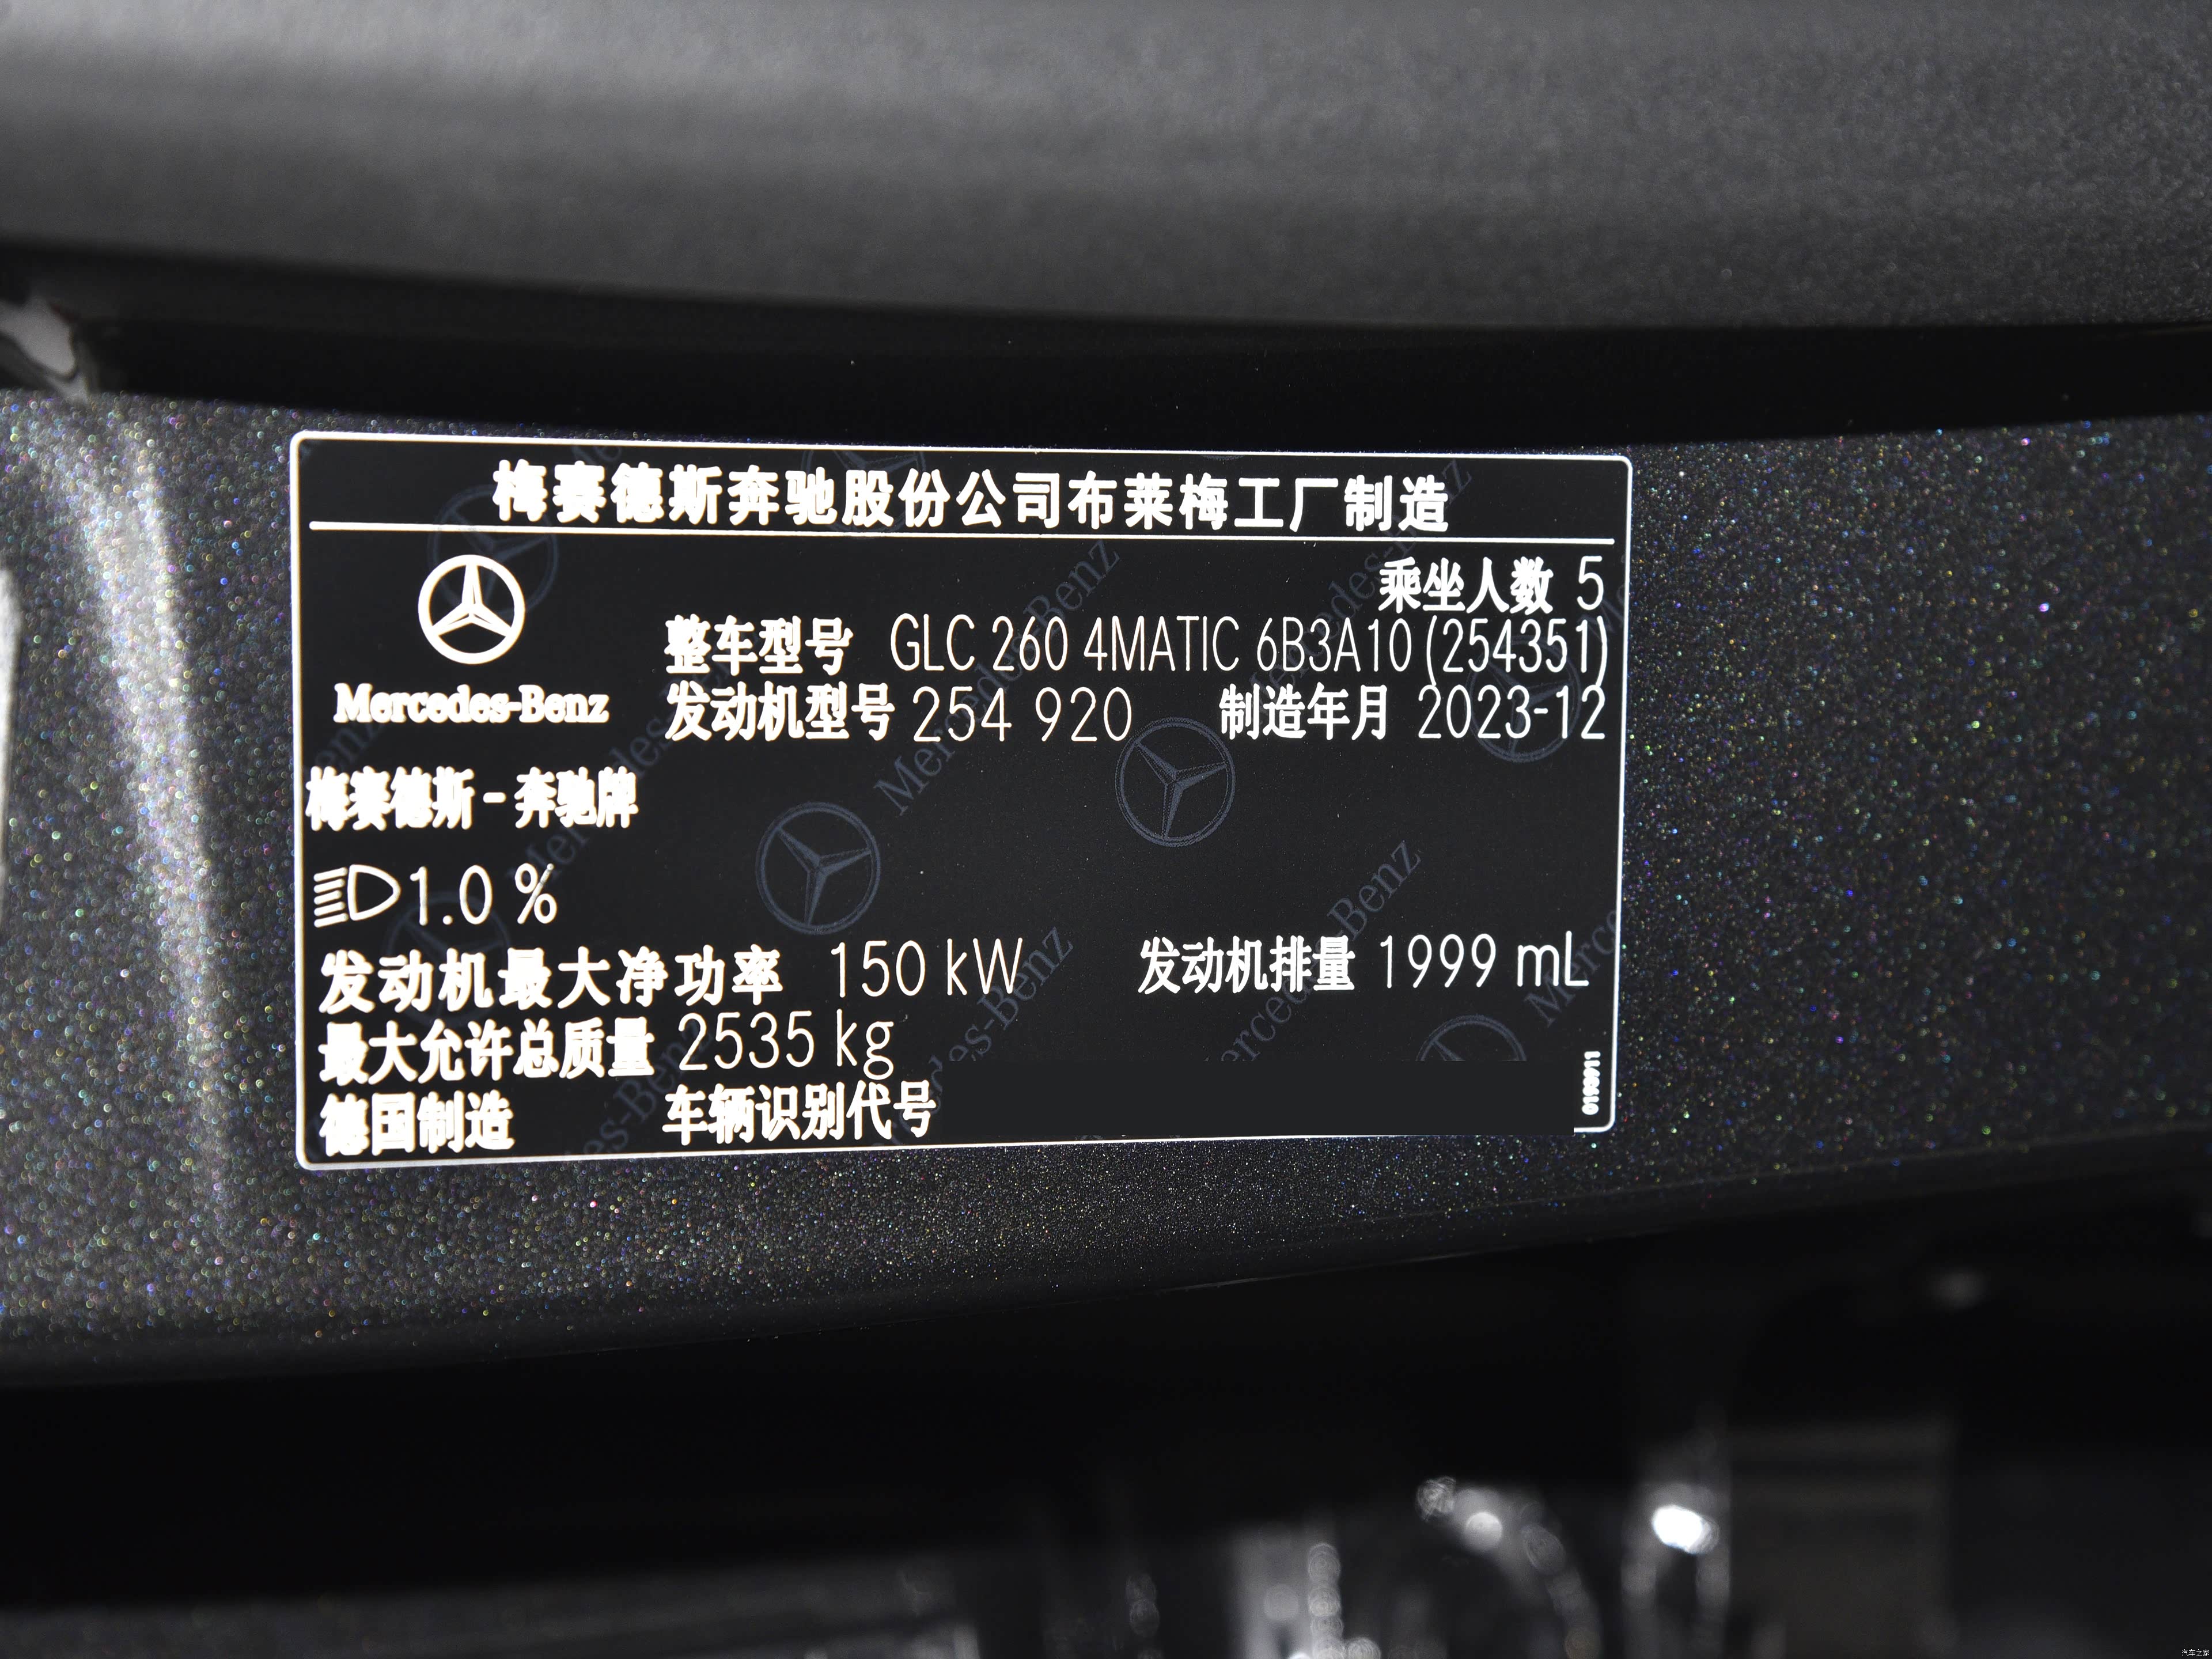 梅赛德斯奔驰股份公司布莱梅工厂制造
乘坐人数 5
整车型号 GLC 260 4MATIC 6B3A10 (254351)
Mercedes-Benz
发动机型号 254 920 制造年月 2023-12
梅赛德斯-奔驰牌
1.0 %
发动机最大净功率 150 kW 发动机排量 1999 mL
最大允许总质量 2535 kg
德国制造 车辆识别代号
汽车之家